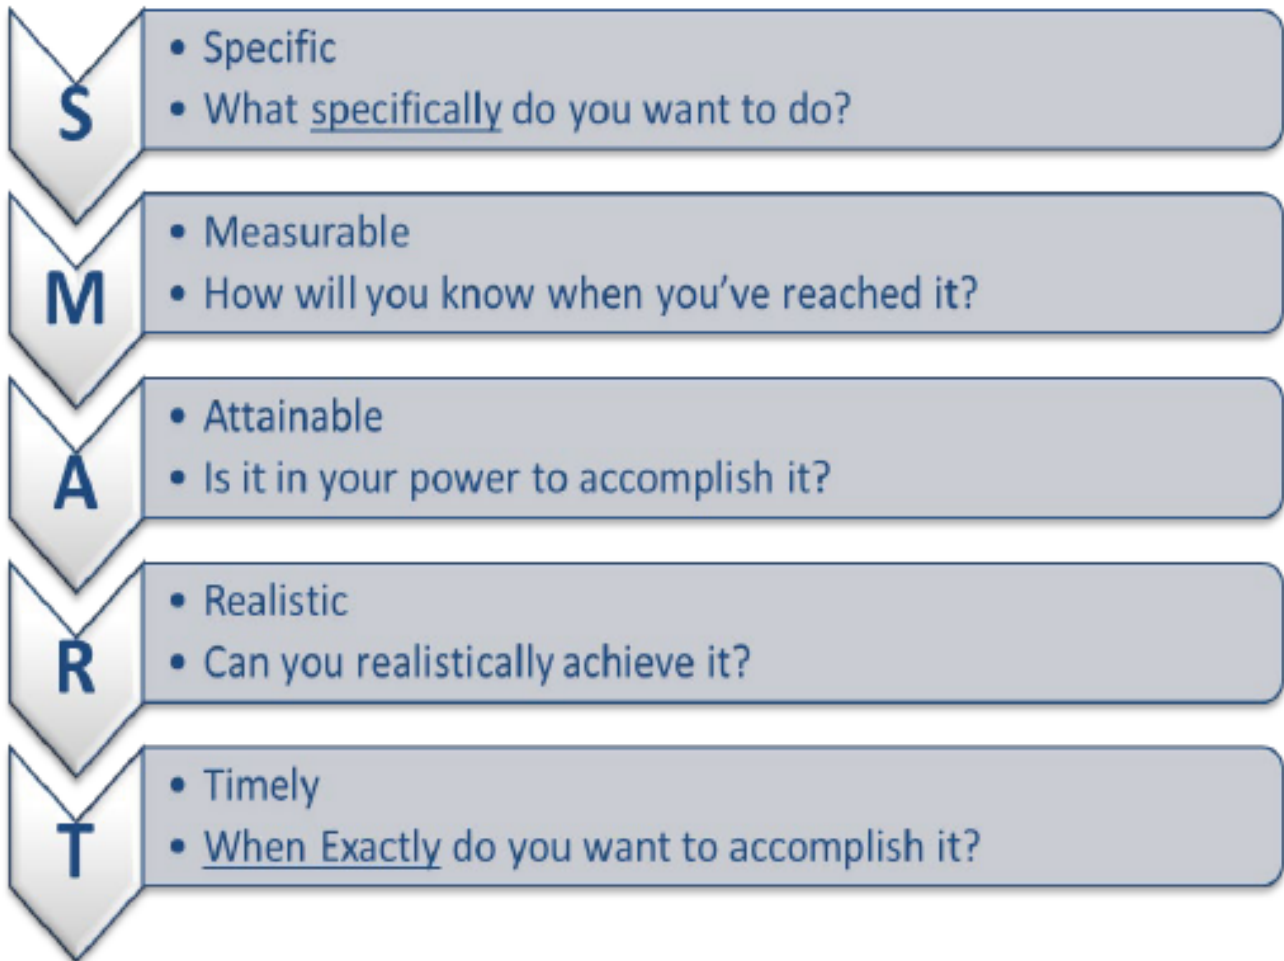 S
• Specific
• What specifically do you want to do?
M
• Measurable
• How will you know when you've reached it?
A
• Attainable
• Is it in your power to accomplish it?
R
• Realistic
• Can you realistically achieve it?
T
• Timely
• When Exactly do you want to accomplish it?